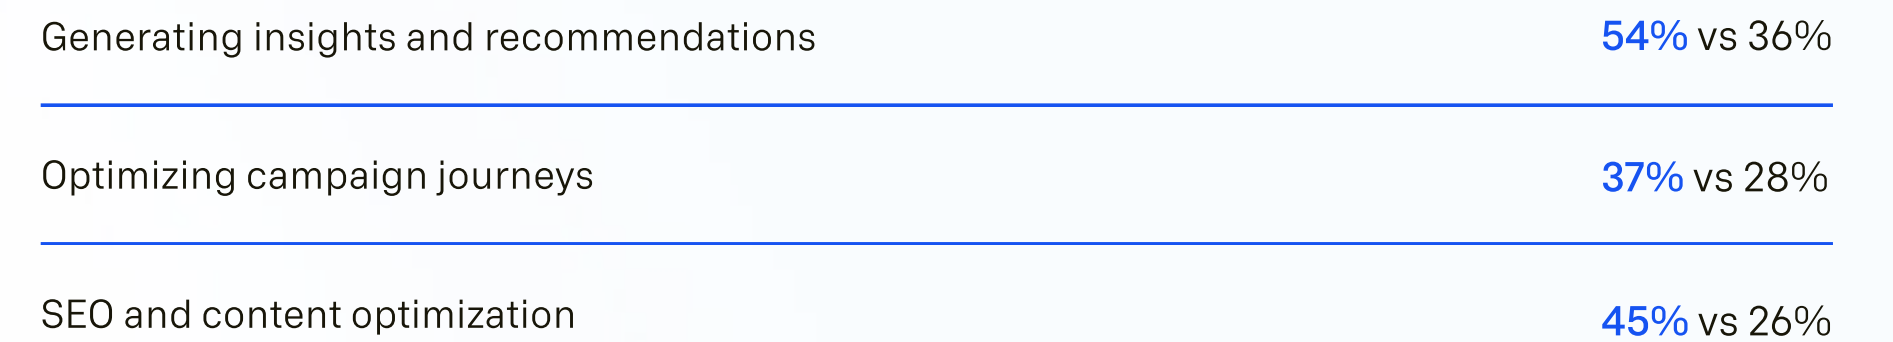 Generating insights and recommendations 54% vs 36%
Optimizing campaign journeys 37% vs 28%
SEO and content optimization 45% vs 26%